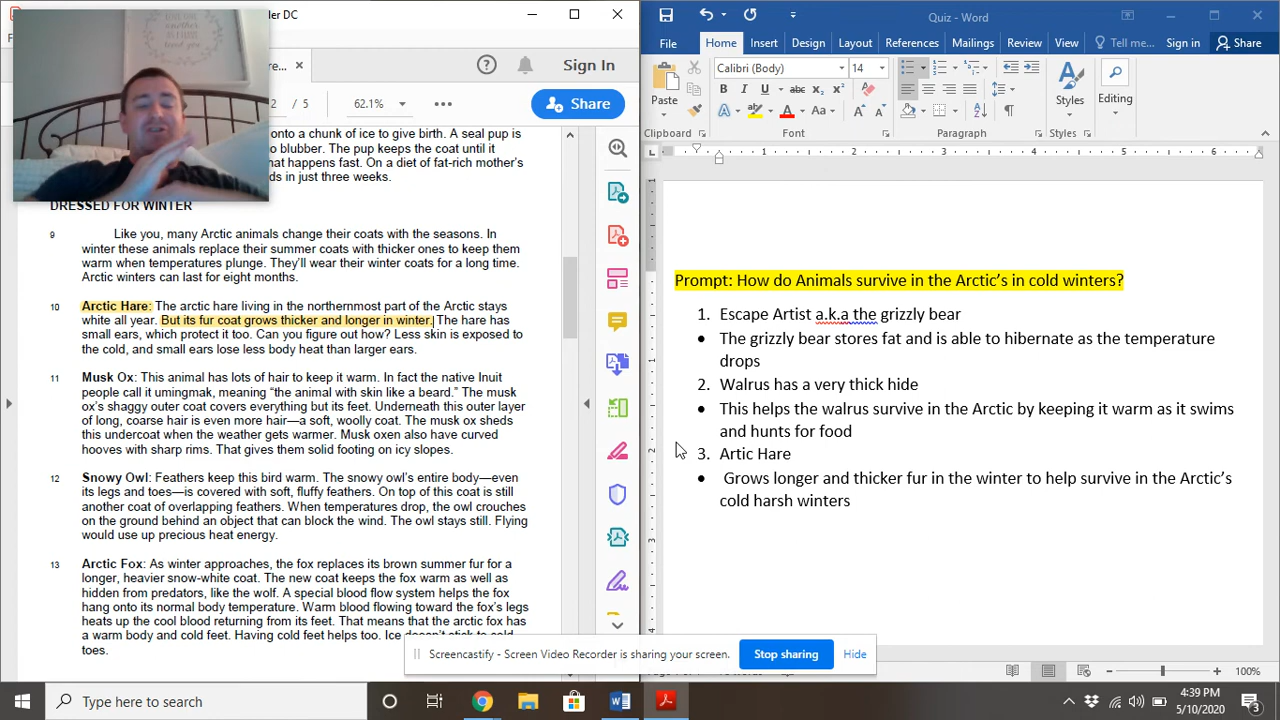 der DC
Quiz - Word
File
Home
Insert
Design
Layout
References
Mailings
Review
View
Tell me...
Sign in
Share
re...
Sign In
2 / 5
62.1%
Share
Paste
Calibri (Body)
14
Styles
Editing
Clipboard
Font
Paragraph
Styles
onto a chunk of ice to give birth. A seal pup is
o blubber. The pup keeps the coat until it
hat happens fast. On a diet of fat-rich mother's
ds in just three weeks.
DRESSED FOR WINTER
9 Like you, many Arctic animals change their coats with the seasons. In
winter these animals replace their summer coats with thicker ones to keep them
warm when temperatures plunge. They'll wear their winter coats for a long time.
Arctic winters can last for eight months.
10 Arctic Hare: The arctic hare living in the northernmost part of the Arctic stays
white all year. But its fur coat grows thicker and longer in winter. The hare has
small ears, which protect it too. Can you figure out how? Less skin is exposed to
the cold, and small ears lose less body heat than larger ears.
11 Musk Ox: This animal has lots of hair to keep it warm. In fact the native Inuit
people call it umingmak, meaning "the animal with skin like a beard." The musk
ox's shaggy outer coat covers everything but its feet. Underneath this outer layer
of long, coarse hair is even more hair—a soft, woolly coat. The musk ox sheds
this undercoat when the weather gets warmer. Musk oxen also have curved
hooves with sharp rims. That gives them solid footing on icy slopes.
12 Snowy Owl: Feathers keep this bird warm. The snowy owl's entire body—even
its legs and toes—is covered with soft, fluffy feathers. On top of this coat is still
another coat of overlapping feathers. When temperatures drop, the owl crouches
on the ground behind an object that can block the wind: The owl stays still. Flying
would use up precious heat energy.
13 Arctic Fox: As winter approaches, the fox replaces its brown summer fur for a
longer, heavier snow-white coat. The new coat keeps the fox warm as well as
hidden from predators, like the wolf. A special blood flow system helps the fox
hang onto its normal body temperature. Warm blood flowing toward the fox's legs
heats up the cool blood returning from its feet. That means that the arctic fox has
a warm body and cold feet. Having cold feet helps too. Ice doesn't stick to cold
toes.
Prompt: How do Animals survive in the Arctic's in cold winters?
1. Escape Artist a.k.a the grizzly bear
• The grizzly bear stores fat and is able to hibernate as the temperature
drops
2. Walrus has a very thick hide
• This helps the walrus survive in the Arctic by keeping it warm as it swims
and hunts for food
3. Artic Hare
• Grows longer and thicker fur in the winter to help survive in the Arctic's
cold harsh winters
Screencastify - Screen Video Recorder is sharing your screen.
Stop sharing
Hide
100%
Type here to search
4:39 PM
5/10/2020
3